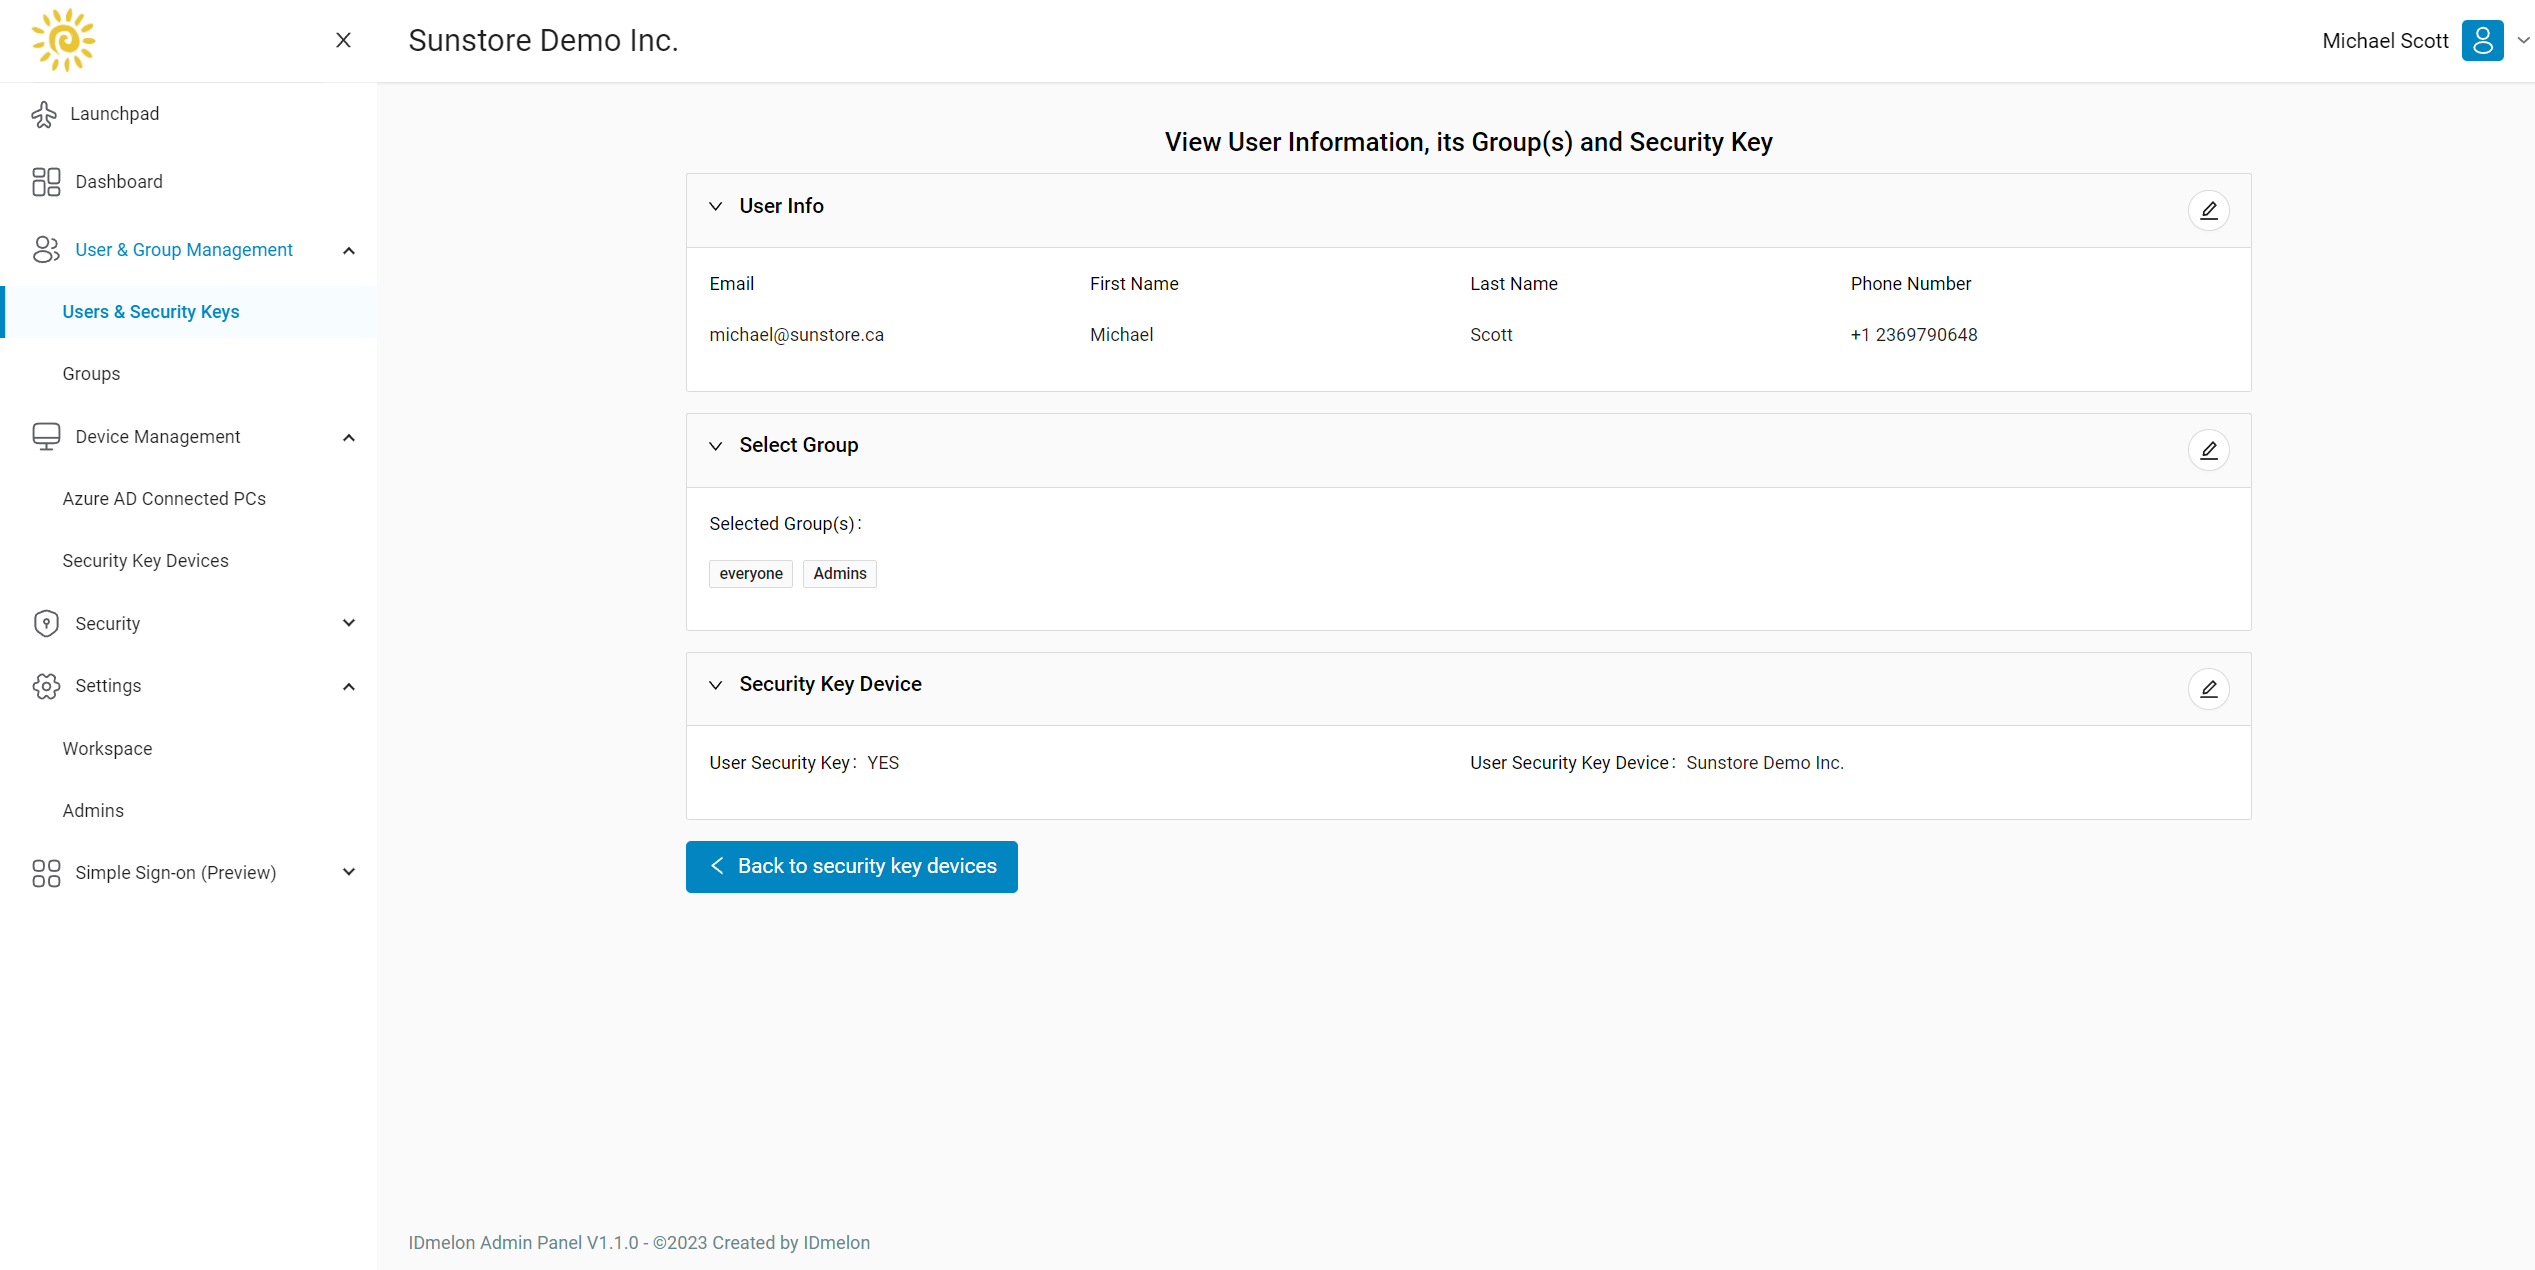 Sunstore Demo Inc.
Michael Scott
Launchpad
Dashboard
User & Group Management
Users & Security Keys
Groups
Device Management
Azure AD Connected PCs
Security Key Devices
Security
Settings
Workspace
Admins
Simple Sign-on (Preview)
View User Information, its Group(s) and Security Key
User Info
Email First Name Last Name Phone Number
michael@sunstore.ca Michael Scott +1 2369790648
Select Group
Selected Group(s):
everyone Admins
Security Key Device
User Security Key: YES User Security Key Device: Sunstore Demo Inc.
Back to security key devices
IDmelon Admin Panel V1.1.0 - ©2023 Created by IDmelon